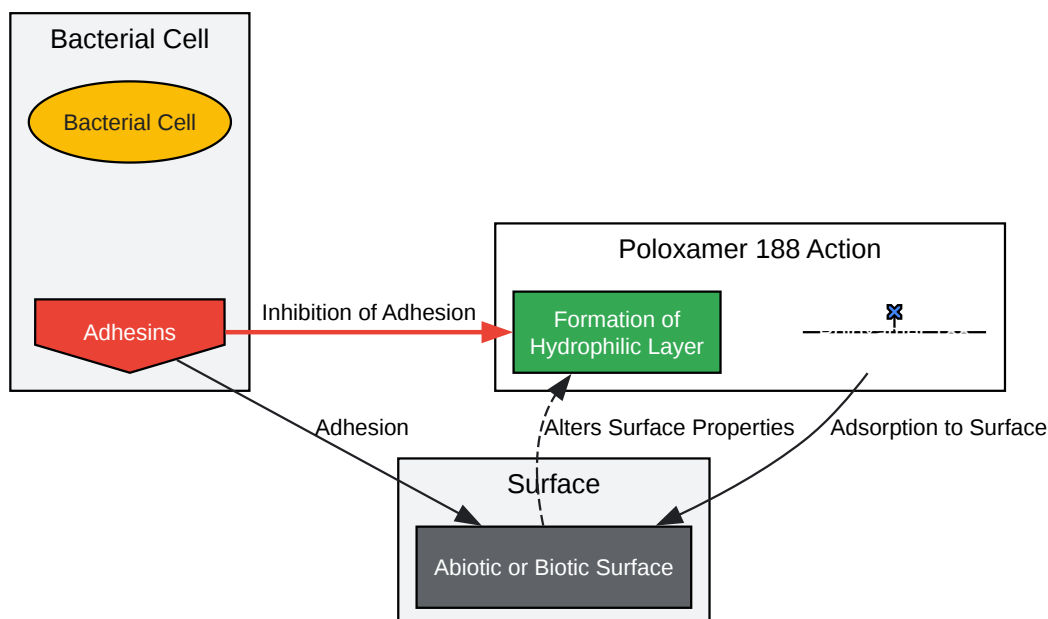 Bacterial Cell
Bacterial Cell
Adhesins
Inhibition of Adhesion
Poloxamer 188 Action
Formation of
Hydrophilic Layer
Adhesion
Alters Surface Properties
Adsorption to Surface
Surface
Abiotic or Biotic Surface